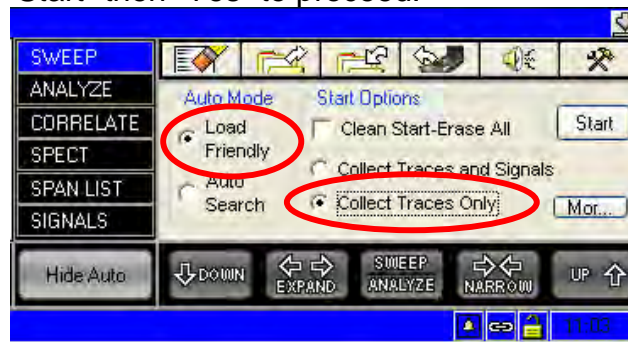 Start" then "Yes" to proceed.
SWEEP
ANALYZE
CORRELATE
SPECT
SPAN LIST
SIGNALS
Hide Auto
Auto Mode
Load
Friendly
Auto
Search
Start Options
Clean Start-Erase All
Collect Traces and Signals
Collect Traces Only
Start
Mor...
DOWN
EXPAND
SWEEP
ANALYZE
NARROW
UP
11:03